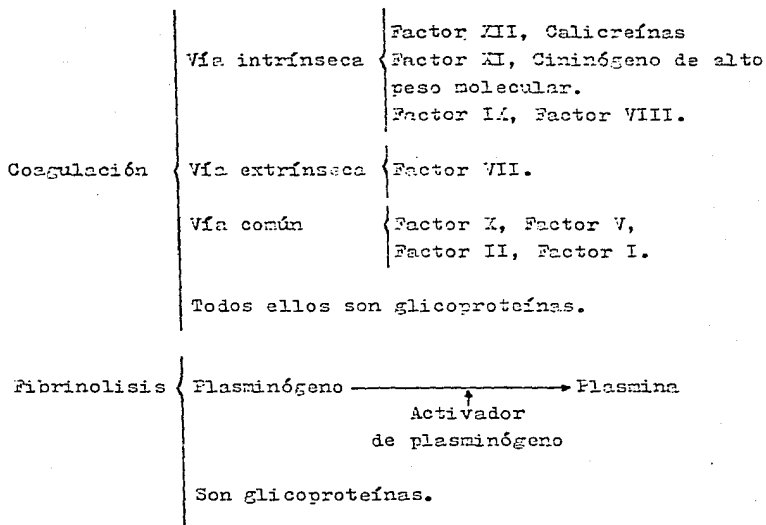 Factor XII, Calicreínas
Vía intrínseca Factor XI, Cininógeno de alto
peso molecular.
Factor IX, Factor VIII.
Coagulación Vía extrínseca Factor VII.
Vía común Factor X, Factor V,
Factor II, Factor I.
Todos ellos son glicoproteínas.
Fibrinolisis Plasminógeno Plasmina
Activador
de plasminógeno
Son glicoproteínas.